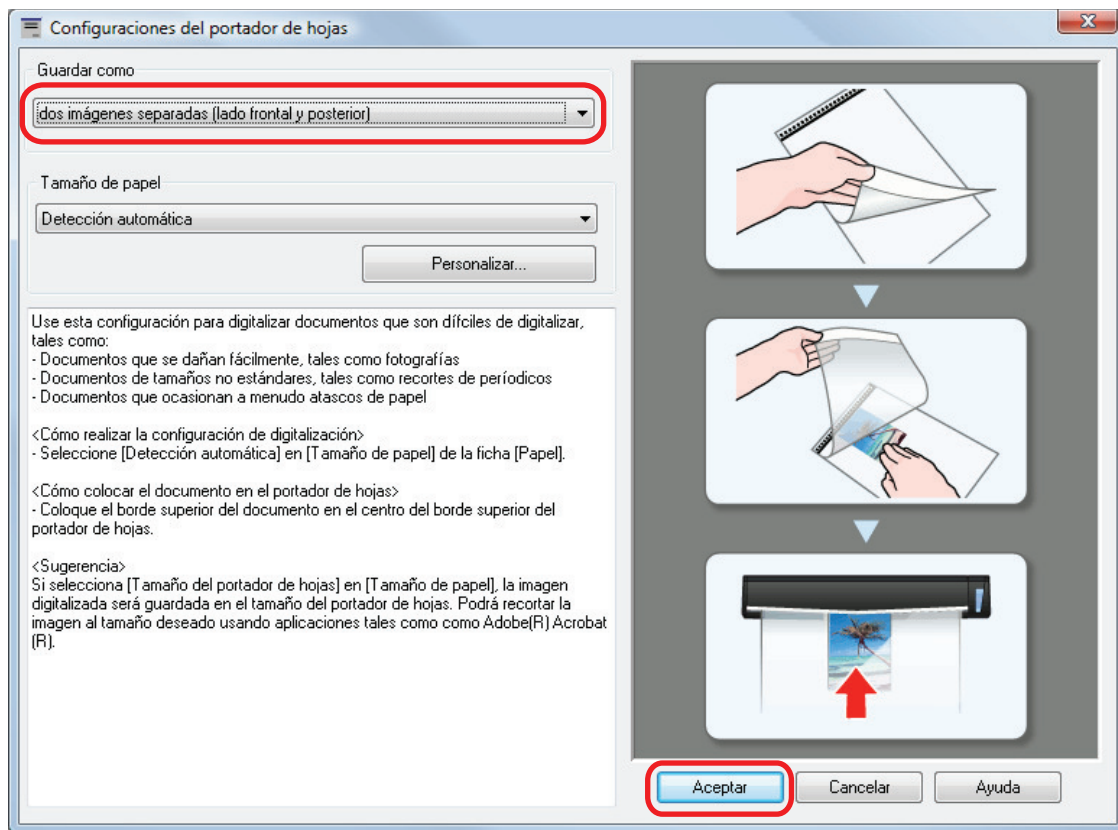 Configuraciones del portador de hojas
Guardar como
dos imágenes separadas (lado frontal y posterior)
Tamaño de papel
Detección automática
Personalizar...
Use esta configuración para digitalizar documentos que son difíciles de digitalizar,
tales como:
- Documentos que se dañan fácilmente, tales como fotografías
- Documentos de tamaños no estándares, tales como recortes de períodicos
- Documentos que ocasionan a menudo atascos de papel
<Cómo realizar la configuración de digitalización>
- Seleccione [Detección automática] en [Tamaño de papel] de la ficha [Papel].
<Cómo colocar el documento en el portador de hojas>
- Coloque el borde superior del documento en el centro del borde superior del
portador de hojas.
<Sugerencia>
Si selecciona [Tamaño del portador de hojas] en [Tamaño de papel], la imagen
digitalizada será guardada en el tamaño del portador de hojas. Podrá recortar la
imagen al tamaño deseado usando aplicaciones tales como como Adobe(R) Acrobat
(R).
Aceptar
Cancelar
Ayuda